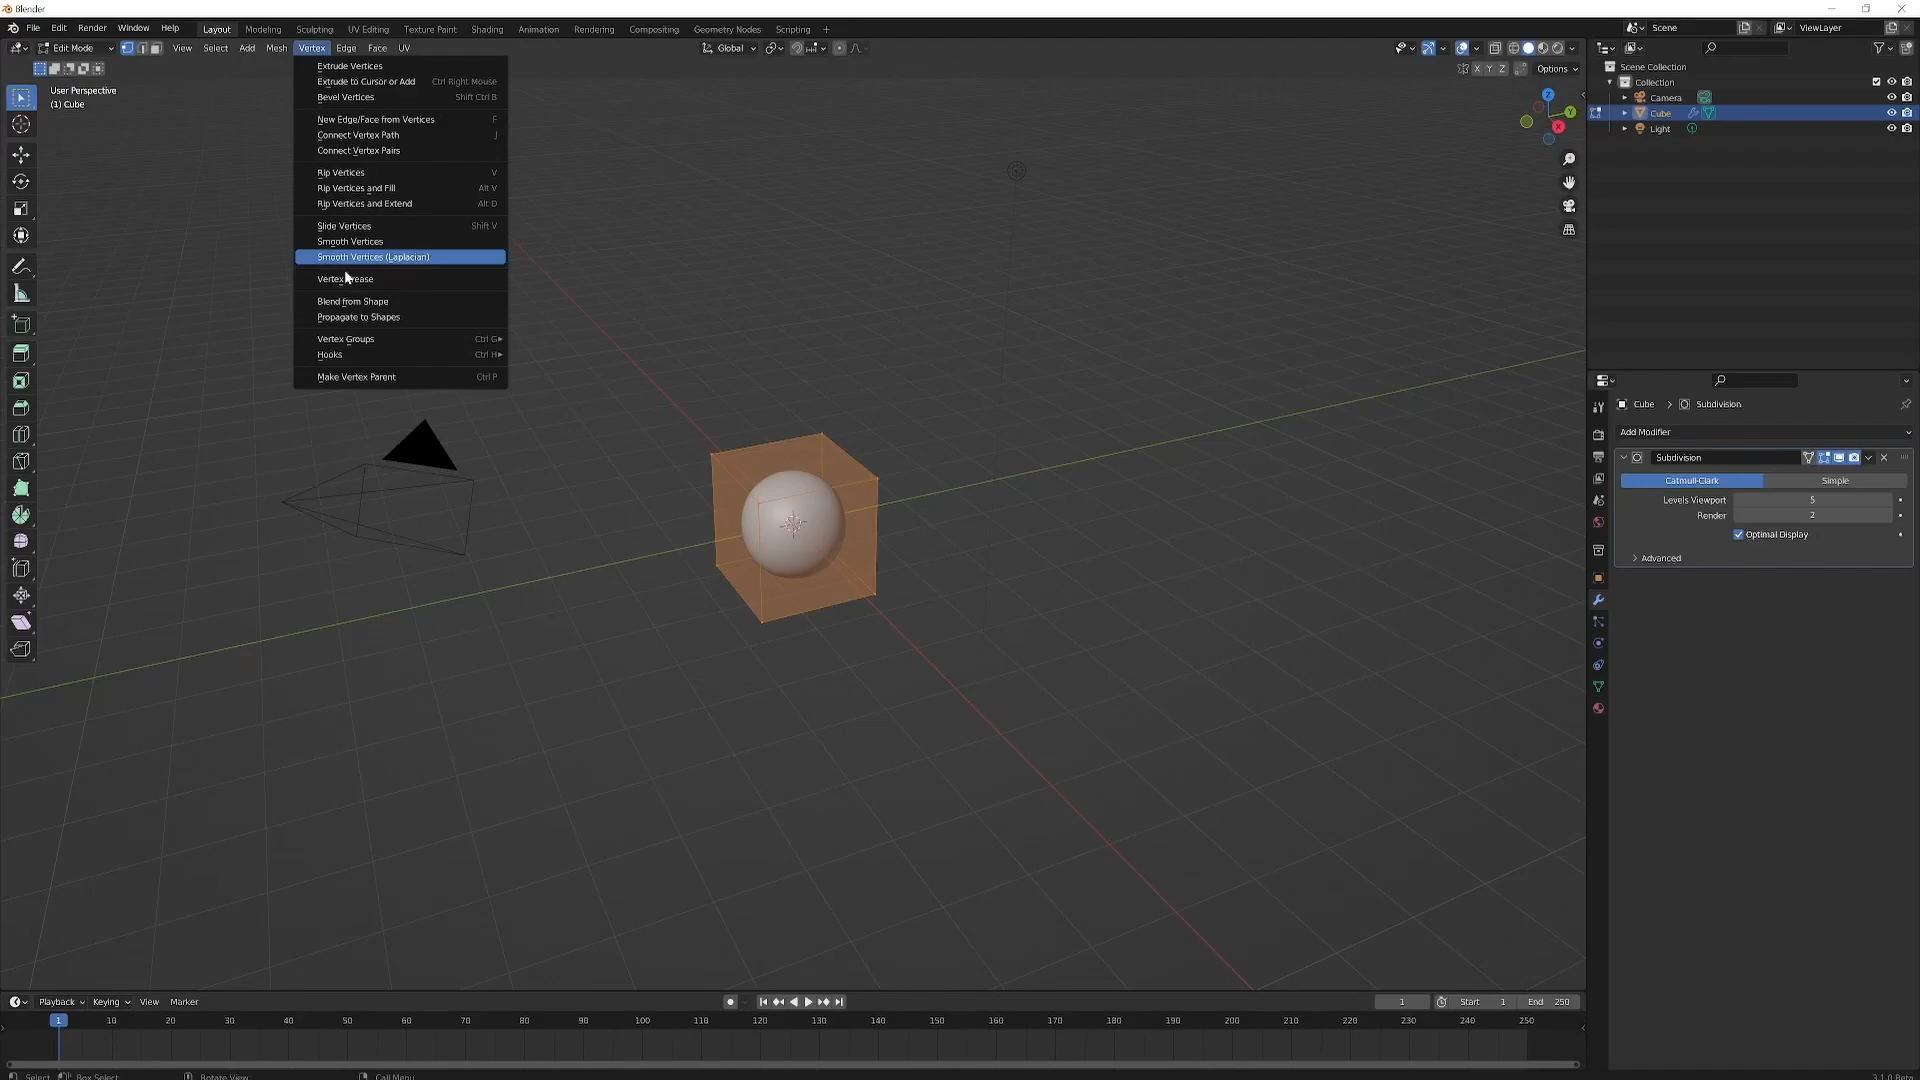 Blender
File Edit Render Window Help Layout Modeling Sculpting UV Editing Texture Paint Shading Animation Rendering Compositing Geometry Nodes Scripting + Scene ViewLayer
Edit Mode View Select Add Mesh Vertex Edge Face UV Global
X Y Z Options
User Perspective
(1) Cube
Extrude Vertices
Extrude to Cursor or Add Ctrl Right Mouse
Bevel Vertices Shift Ctrl B
New Edge/Face from Vertices F
Connect Vertex Path J
Connect Vertex Pairs
Rip Vertices V
Rip Vertices and Fill Alt V
Rip Vertices and Extend Alt D
Slide Vertices Shift V
Smooth Vertices
Smooth Vertices (Laplacian)
Blend from Shape
Propagate to Shapes
Vertex Groups Ctrl G
Hooks Ctrl H
Make Vertex Parent Ctrl P
Z
Y
X
Scene Collection
Collection
Camera
Cube
Light
Cube > Subdivision
Add Modifier
Subdivision
Catmull-Clark Simple
Levels Viewport 5
Render 2
Optimal Display
Advanced
Playback Keying View Marker 1 Start 1 End 250
1 10 20 30 40 50 60 70 80 90 100 110 120 130 140 150 160 170 180 190 200 210 220 230 240 250
Select Box Select Rotate View Call Menu 3.1.0 Beta